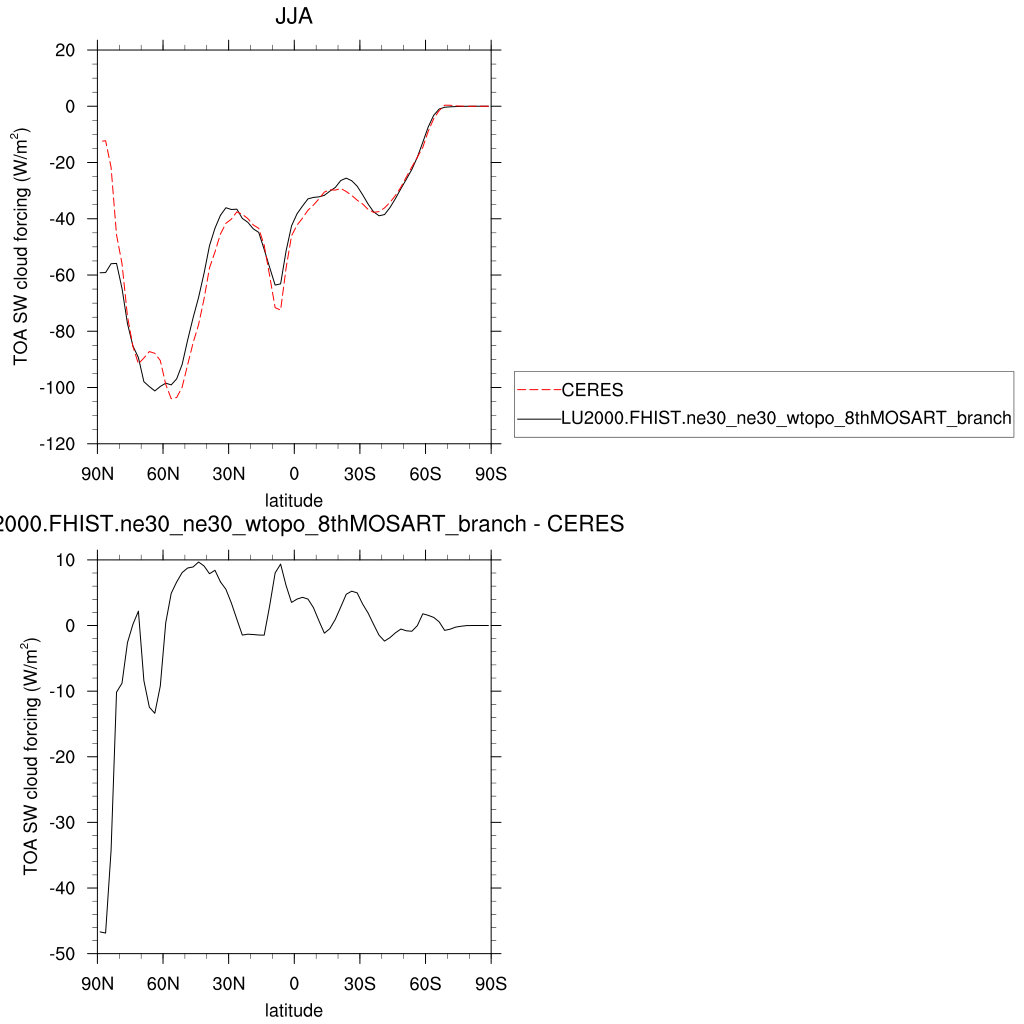 JJA
20
0
-20
-40
-60
-80
-100
-120
TOA SW cloud forcing (W/m²)
90N 60N 30N 0 30S 60S 90S
latitude
CERES
LU2000.FHIST.ne30_ne30_wtopo_8thMOSART_branch
2000.FHIST.ne30_ne30_wtopo_8thMOSART_branch - CERES
10
0
-10
-20
-30
-40
-50
TOA SW cloud forcing (W/m²)
90N 60N 30N 0 30S 60S 90S
latitude